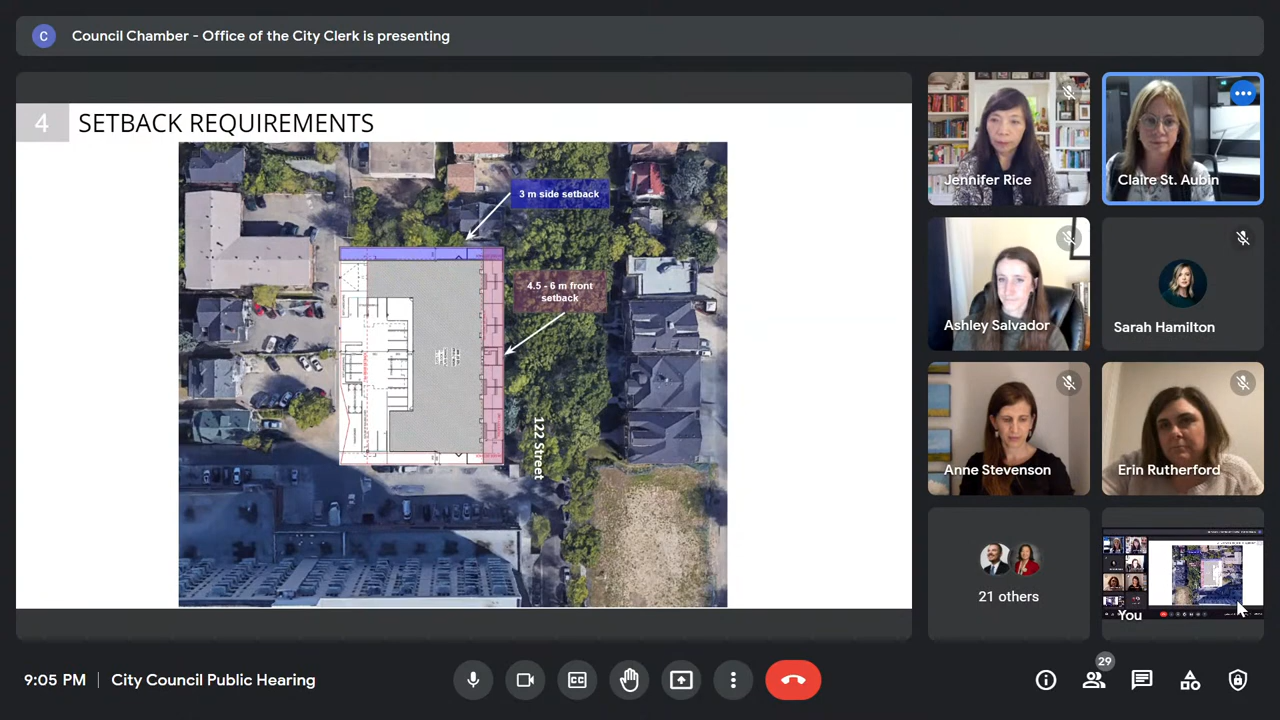 C
Council Chamber - Office of the City Clerk is presenting
4
SETBACK REQUIREMENTS
3 m side setback
4.5 - 6 m front
setback
122 Street
Jennifer Rice
Claire St. Aubin
Ashley Salvador
Sarah Hamilton
Anne Stevenson
Erin Rutherford
21 others
You
9:05 PM
City Council Public Hearing
29